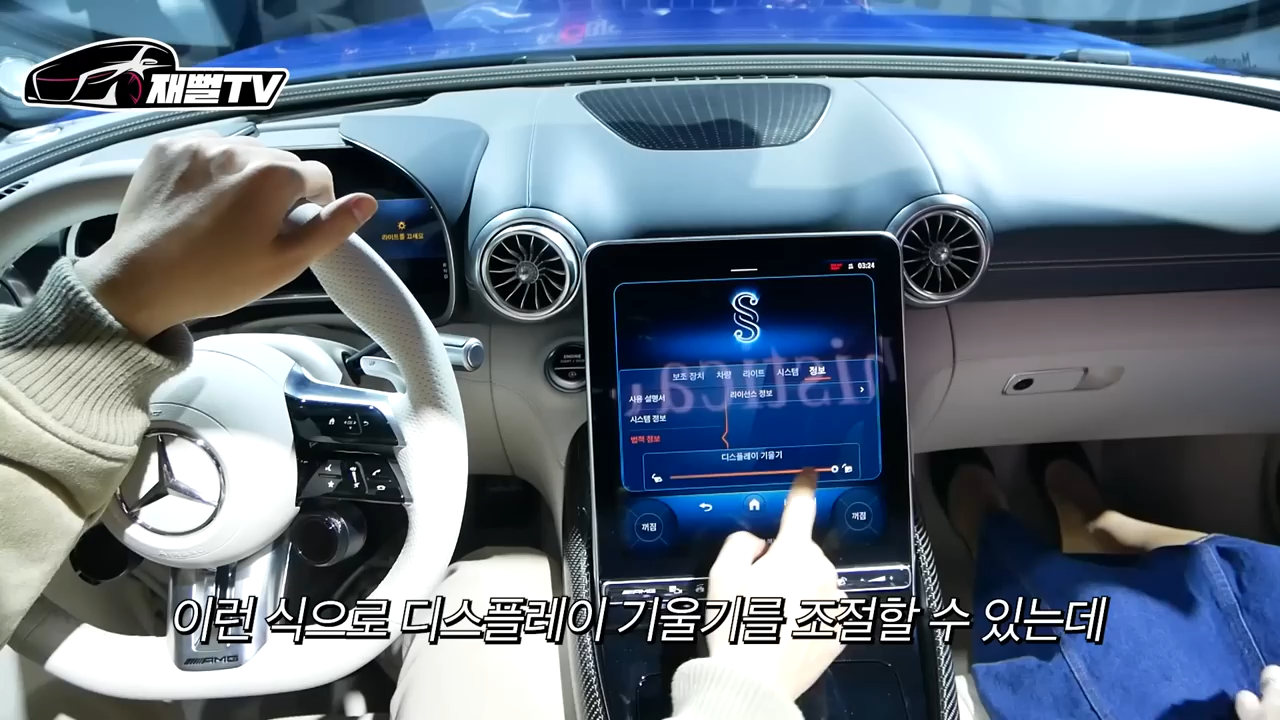 재뻘TV
라이트를 끄세요
ENGINE
03:24
보조 장치 차량 라이트 시스템 정보
사용 설명서
라이선스 정보
시스템 정보
법적 정보
디스플레이 기울기
꺼짐
꺼짐
AMG
이런 식으로 디스플레이 기울기를 조절할 수 있는데
AMG